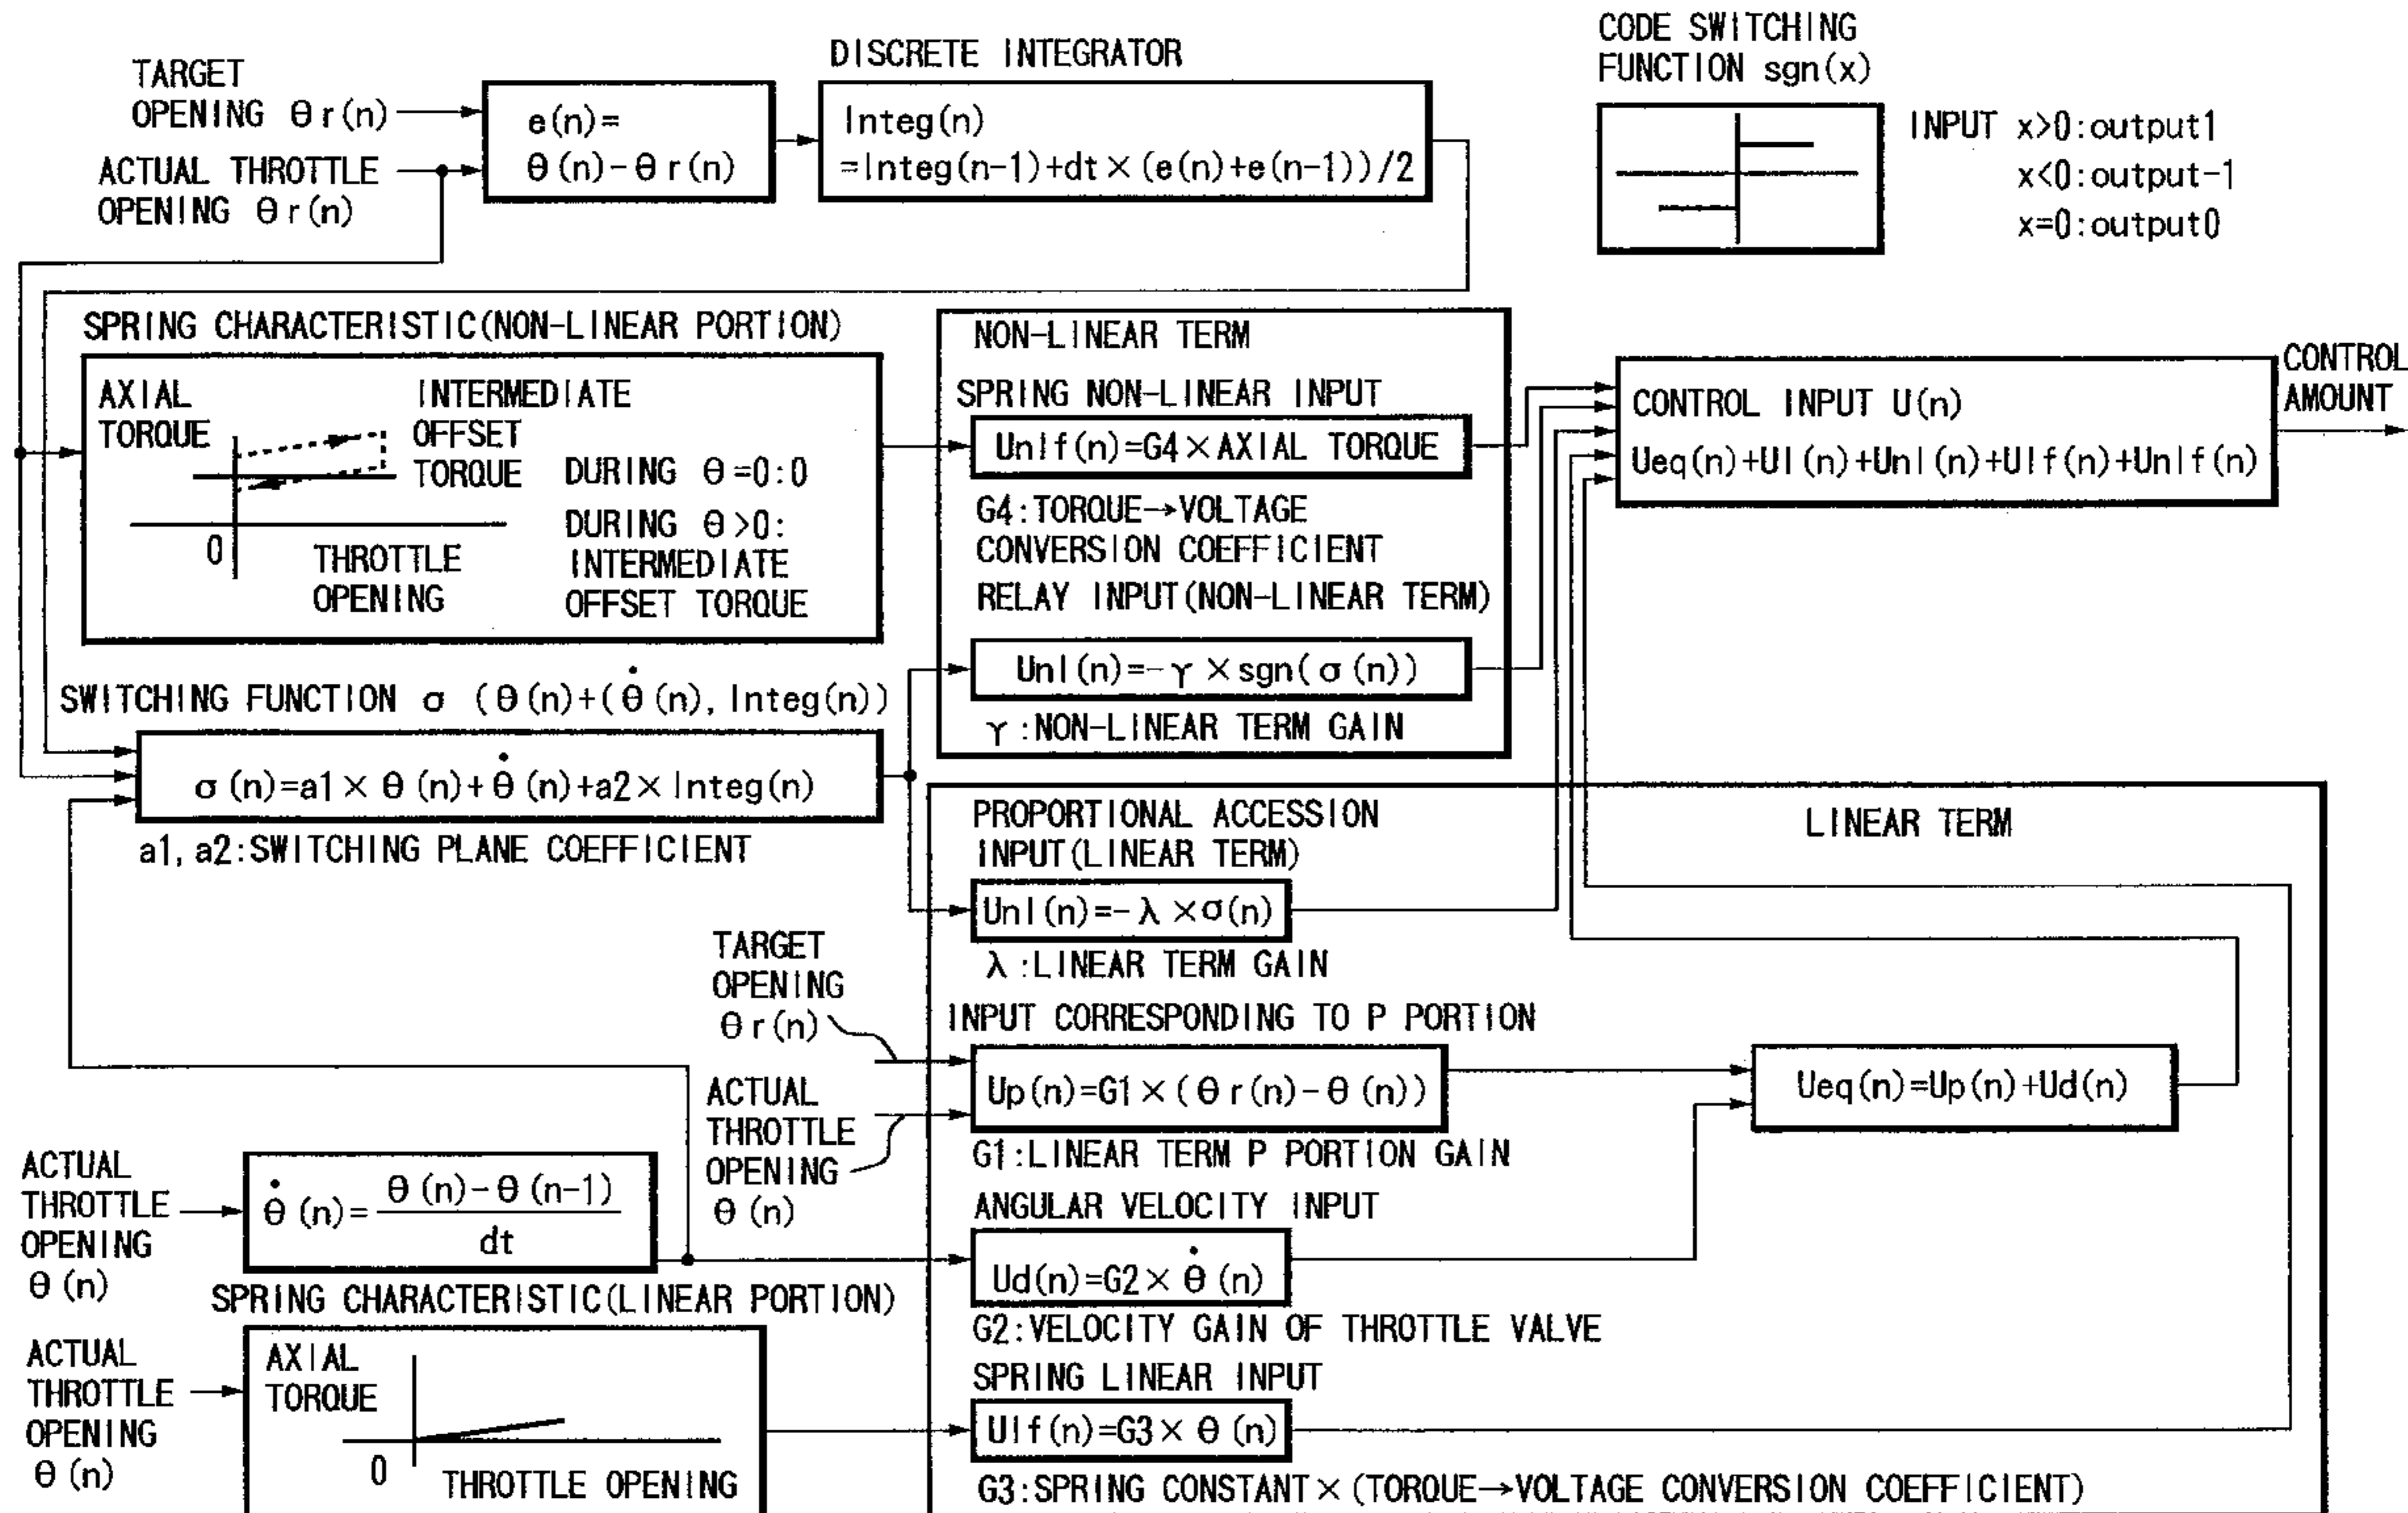 CODE SWITCHING
FUNCTION sgn(x)
INPUT x>0:output1
x<0:output-1
x=0:output0
DISCRETE INTEGRATOR
TARGET
OPENING θr(n)
ACTUAL THROTTLE
OPENING θr(n)
e(n)=
θ(n)-θr(n)
Integ(n)
=Integ(n-1)+dt×(e(n)+e(n-1))/2
SPRING CHARACTERISTIC(NON-LINEAR PORTION)
AXIAL
TORQUE
INTERMEDIATE
OFFSET
TORQUE
DURING θ=0:0
DURING θ>0:
INTERMEDIATE
OFFSET TORQUE
0
THROTTLE
OPENING
NON-LINEAR TERM
SPRING NON-LINEAR INPUT
Unlf(n)=G4×AXIAL TORQUE
G4:TORQUE→VOLTAGE
CONVERSION COEFFICIENT
RELAY INPUT(NON-LINEAR TERM)
Unl(n)=-γ×sgn(σ(n))
γ:NON-LINEAR TERM GAIN
CONTROL INPUT U(n)
Ueq(n)+Ul(n)+Unl(n)+Ulf(n)+Unlf(n)
CONTROL
AMOUNT
SWITCHING FUNCTION σ (θ(n)+(θ̇(n),Integ(n))
σ(n)=a1×θ(n)+θ̇(n)+a2×Integ(n)
a1,a2:SWITCHING PLANE COEFFICIENT
LINEAR TERM
PROPORTIONAL ACCESSION
INPUT(LINEAR TERM)
Unl(n)=-λ×σ(n)
λ:LINEAR TERM GAIN
TARGET
OPENING
θr(n)
ACTUAL
THROTTLE
OPENING
θ(n)
INPUT CORRESPONDING TO P PORTION
Up(n)=G1×(θr(n)-θ(n))
G1:LINEAR TERM P PORTION GAIN
Ueq(n)=Up(n)+Ud(n)
ACTUAL
THROTTLE
OPENING
θ(n)
θ̇(n)=θ(n)-θ(n-1)
dt
ANGULAR VELOCITY INPUT
Ud(n)=G2×θ̇(n)
G2:VELOCITY GAIN OF THROTTLE VALVE
SPRING CHARACTERISTIC(LINEAR PORTION)
ACTUAL
THROTTLE
OPENING
θ(n)
AXIAL
TORQUE
0
THROTTLE OPENING
SPRING LINEAR INPUT
Ulf(n)=G3×θ(n)
G3:SPRING CONSTANT×(TORQUE→VOLTAGE CONVERSION COEFFICIENT)